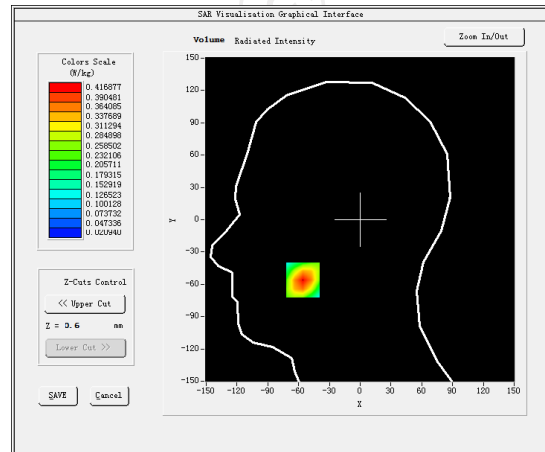 SAR Visualisation Graphical Interface
Volume Radiated Intensity
Zoom In/Out
Colors Scale
(W/kg)
0.416877
0.390481
0.364085
0.337689
0.311294
0.284898
0.258502
0.232106
0.205711
0.179315
0.152919
0.126523
0.100128
0.073732
0.047336
0.020940
Z-Cuts Control
<< Upper Cut
Z = 0.6 mm
Lower Cut >>
SAVE Cancel
150
120
90
60
30
0
-30
-60
-90
-120
-150
Y
-150 -120 -90 -60 -30 0 30 60 90 120 150
X